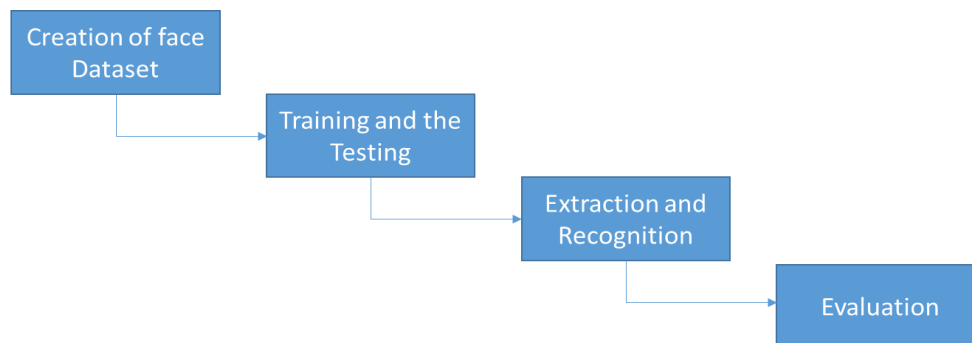 Creation of face
Dataset
Training and the
Testing
Extraction and
Recognition
Evaluation